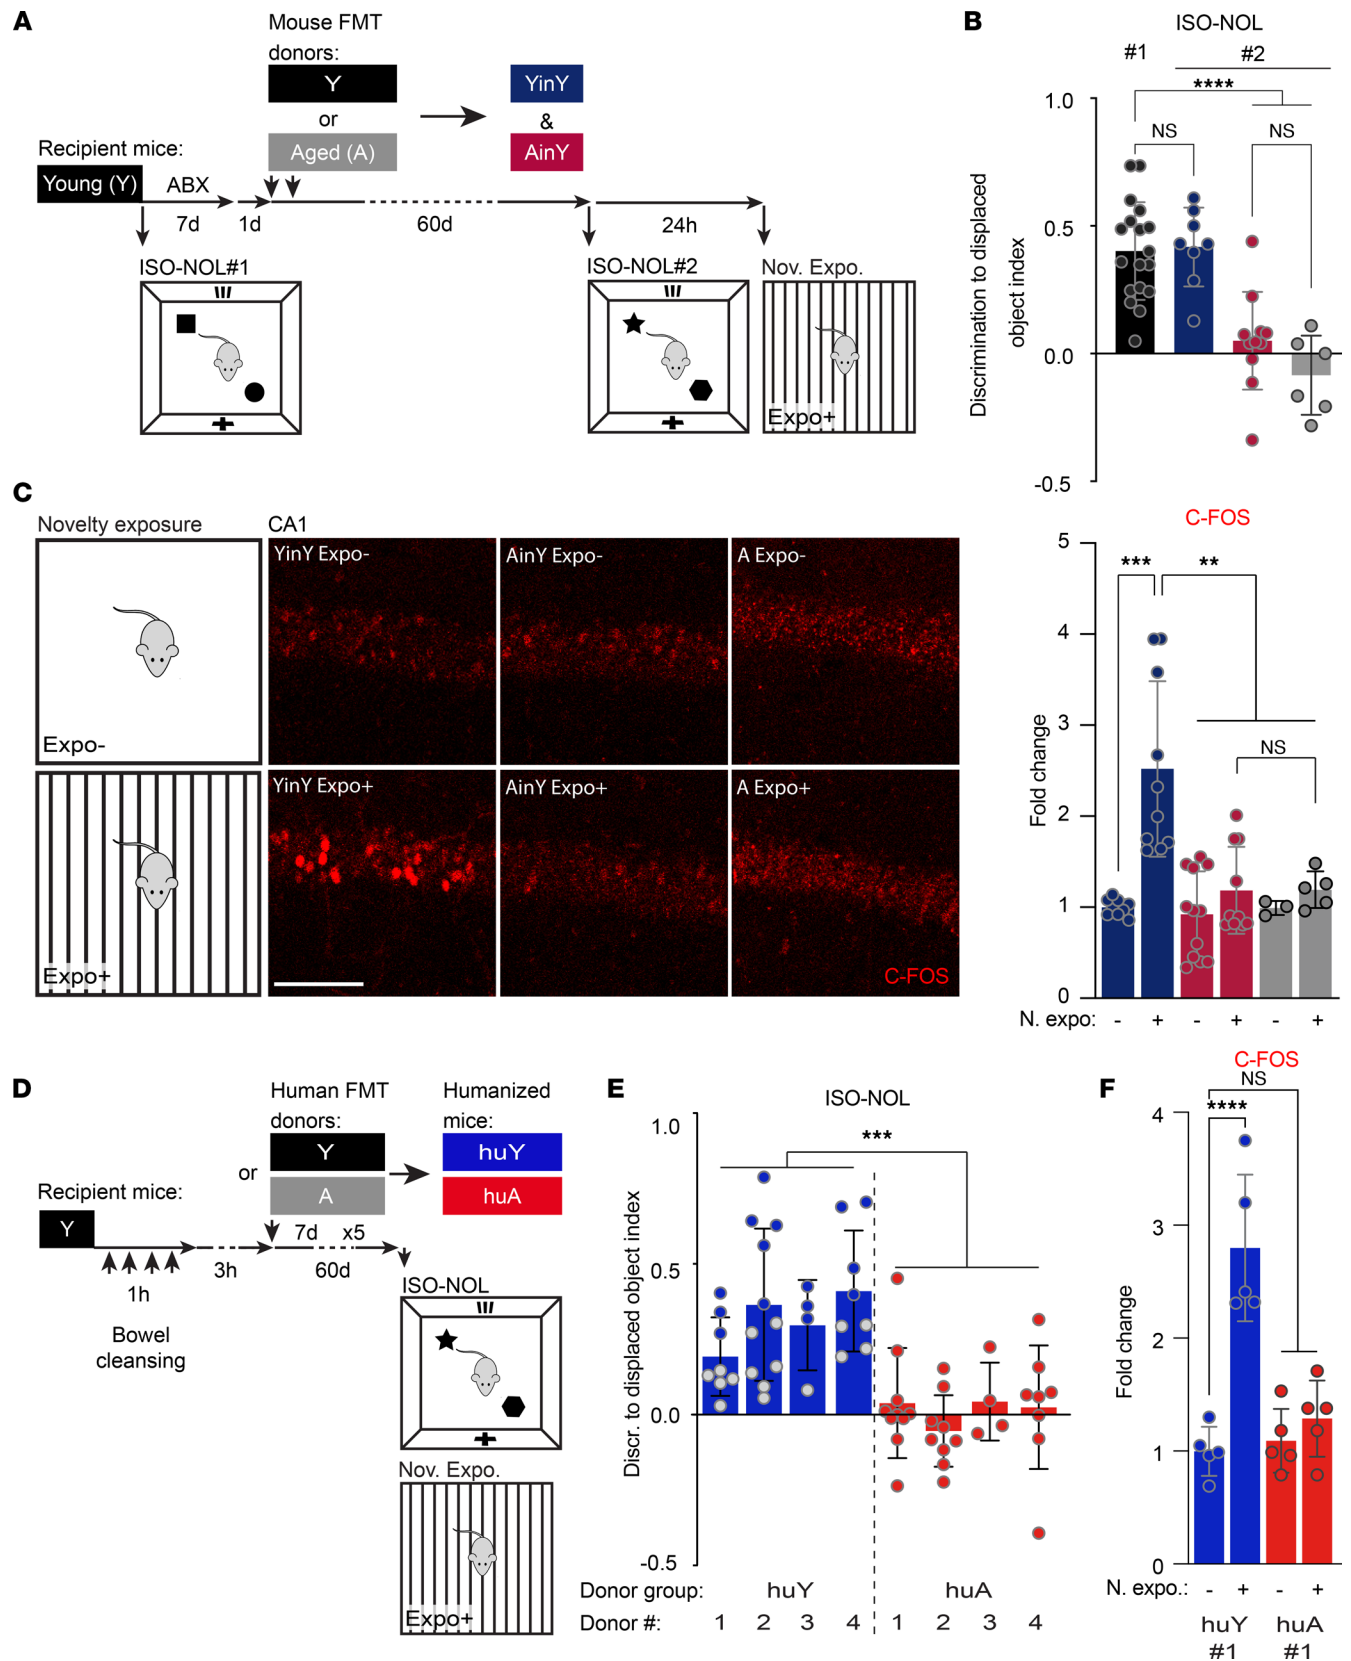 A
Mouse FMT
donors:
Y
or
Aged (A)
YinY
&
AinY
Recipient mice:
Young (Y)
ABX
7d
1d
60d
24h
ISO-NOL#1
ISO-NOL#2
Nov. Expo.
Expo+
B
ISO-NOL
#1
#2
****
NS
NS
Discrimination to displaced
object index
1.0
0.5
0.0
-0.5
C
Novelty exposure
CA1
Expo-
Expo+
YinY Expo-
AinY Expo-
A Expo-
YinY Expo+
AinY Expo+
A Expo+
C-FOS
C-FOS
***
**
NS
Fold change
5
4
3
2
1
0
N. expo:
-
+
-
+
-
+
D
Human FMT
donors:
Y
or
A
Humanized
mice:
huY
huA
Recipient mice:
Y
1h
Bowel
cleansing
3h
7d
x5
60d
ISO-NOL
Nov. Expo.
Expo+
E
ISO-NOL
***
Discr. to displaced object index
1.0
0.5
0.0
-0.5
Donor group:
huY
huA
Donor #:
1
2
3
4
1
2
3
4
F
C-FOS
NS
****
Fold change
4
3
2
1
0
N. expo.:
-
+
-
+
huY
#1
huA
#1